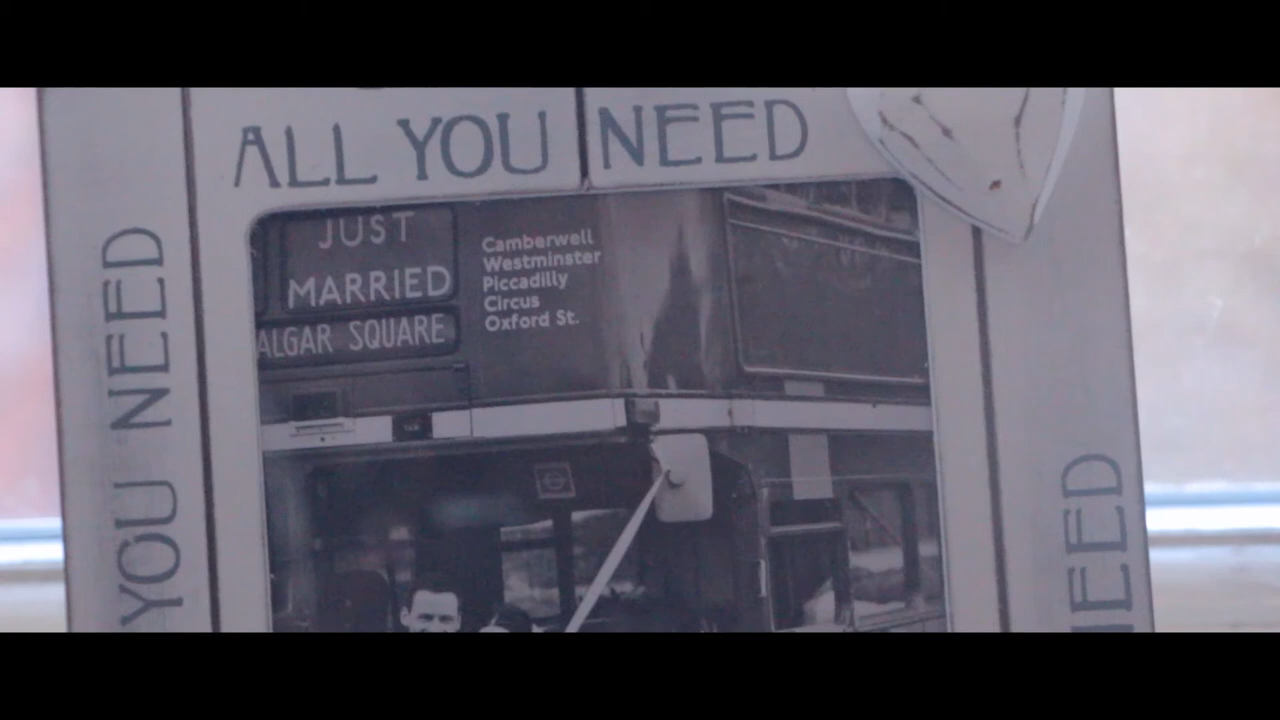 ALL YOU NEED
YOU NEED
JUST
MARRIED
ALGAR SQUARE
Camberwell
Westminster
Piccadilly
Circus
Oxford St.
NEED